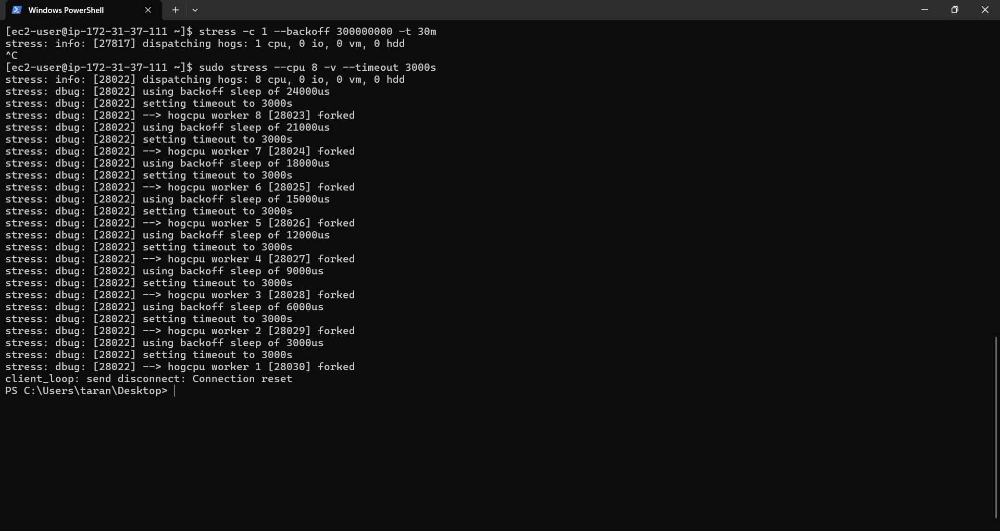 Windows PowerShell
[ec2-user@ip-172-31-37-111 ~]$ stress -c 1 --backoff 300000000 -t 30m
stress: info: [27817] dispatching hogs: 1 cpu, 0 io, 0 vm, 0 hdd
^C
[ec2-user@ip-172-31-37-111 ~]$ sudo stress --cpu 8 -v --timeout 3000s
stress: info: [28022] dispatching hogs: 8 cpu, 0 io, 0 vm, 0 hdd
stress: dbug: [28022] using backoff sleep of 24000us
stress: dbug: [28022] setting timeout to 3000s
stress: dbug: [28022] --> hogcpu worker 8 [28023] forked
stress: dbug: [28022] using backoff sleep of 21000us
stress: dbug: [28022] setting timeout to 3000s
stress: dbug: [28022] --> hogcpu worker 7 [28024] forked
stress: dbug: [28022] using backoff sleep of 18000us
stress: dbug: [28022] setting timeout to 3000s
stress: dbug: [28022] --> hogcpu worker 6 [28025] forked
stress: dbug: [28022] using backoff sleep of 15000us
stress: dbug: [28022] setting timeout to 3000s
stress: dbug: [28022] --> hogcpu worker 5 [28026] forked
stress: dbug: [28022] using backoff sleep of 12000us
stress: dbug: [28022] setting timeout to 3000s
stress: dbug: [28022] --> hogcpu worker 4 [28027] forked
stress: dbug: [28022] using backoff sleep of 9000us
stress: dbug: [28022] setting timeout to 3000s
stress: dbug: [28022] --> hogcpu worker 3 [28028] forked
stress: dbug: [28022] using backoff sleep of 6000us
stress: dbug: [28022] setting timeout to 3000s
stress: dbug: [28022] --> hogcpu worker 2 [28029] forked
stress: dbug: [28022] using backoff sleep of 3000us
stress: dbug: [28022] setting timeout to 3000s
stress: dbug: [28022] --> hogcpu worker 1 [28030] forked
client_loop: send disconnect: Connection reset
PS C:\Users\taran\Desktop>